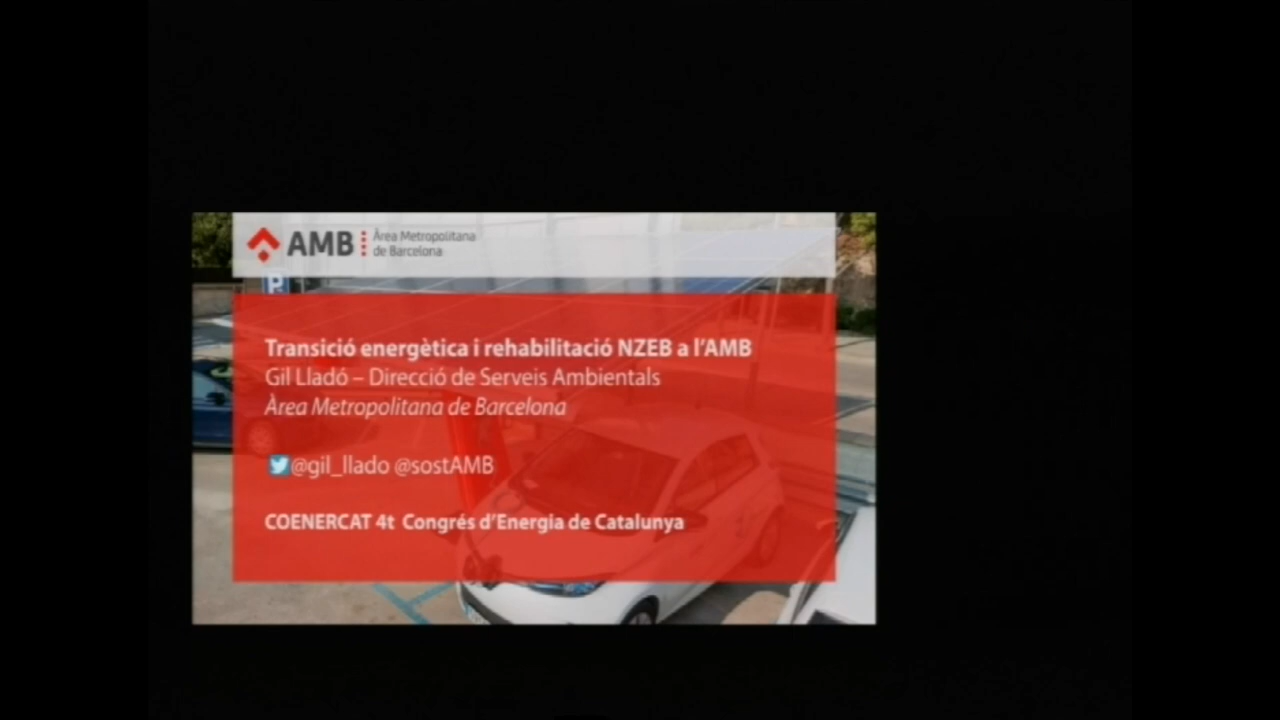 AMB
Àrea Metropolitana
de Barcelona
P
Transició energètica i rehabilitació NZEB a l'AMB
Gil Lladó – Direcció de Serveis Ambientals
Àrea Metropolitana de Barcelona
@gil_llado @sostAMB
COENERCAT 4t Congrés d'Energia de Catalunya